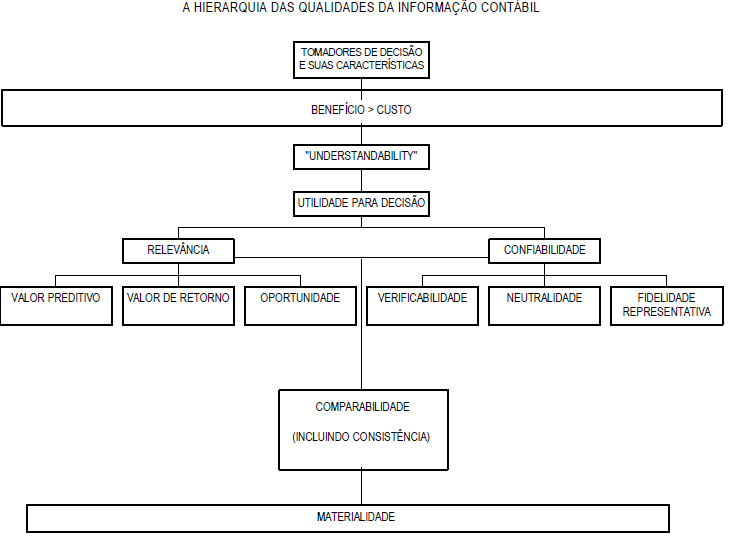 A HIERARQUIA DAS QUALIDADES DA INFORMAÇÃO CONTÁBIL
TOMADORES DE DECISÃO
E SUAS CARACTERÍSTICAS
BENEFÍCIO > CUSTO
"UNDERSTANDABILITY"
UTILIDADE PARA DECISÃO
RELEVÂNCIA
CONFIABILIDADE
VALOR PREDITIVO
VALOR DE RETORNO
OPORTUNIDADE
VERIFICABILIDADE
NEUTRALIDADE
FIDELIDADE
REPRESENTATIVA
COMPARABILIDADE
(INCLUINDO CONSISTÊNCIA)
MATERIALIDADE